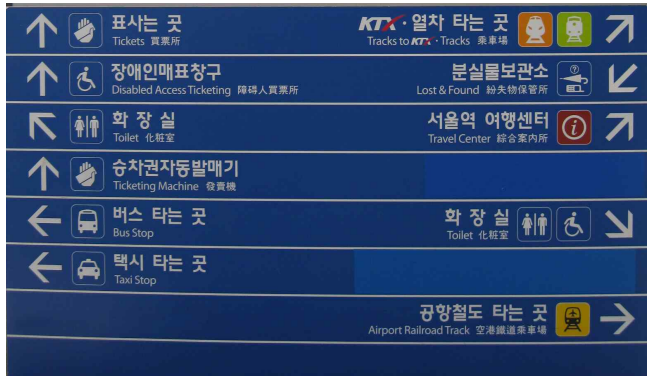 표사는 곳
Tickets 買票所
KTX · 열차 타는 곳
Tracks to KTX · Tracks 乘車場
장애인매표창구
Disabled Access Ticketing 障碍人買票所
분실물보관소
Lost & Found 紛失物保管所
화 장 실
Toilet 化粧室
서울역 여행센터
Travel Center 綜合案内所
승차권자동발매기
Ticketing Machine 發賣機
버스 타는 곳
Bus Stop
화 장 실
Toilet 化粧室
택시 타는 곳
Taxi Stop
공항철도 타는 곳
Airport Railroad Track 空港鐵道乘車場